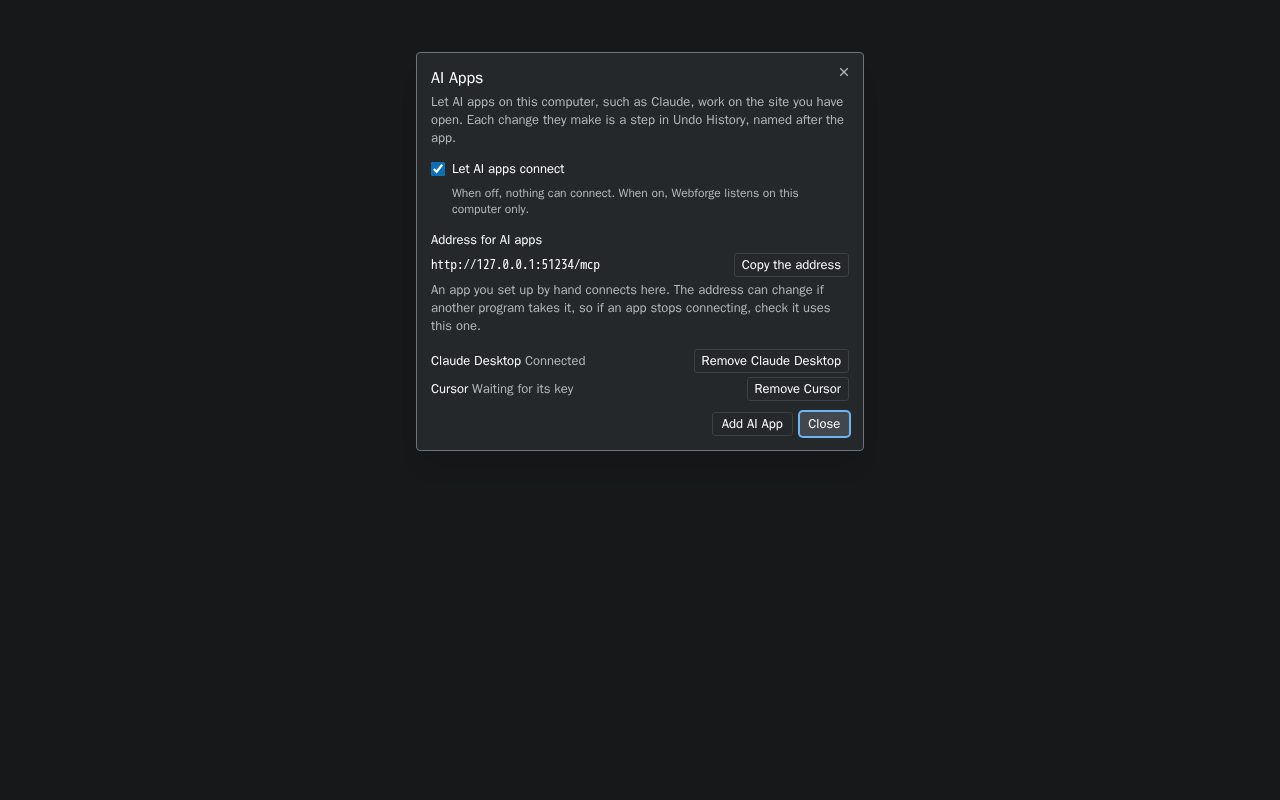 AI Apps
Let AI apps on this computer, such as Claude, work on the site you have
open. Each change they make is a step in Undo History, named after the
app.
Let AI apps connect
When off, nothing can connect. When on, Webforge listens on this
computer only.
Address for AI apps
http://127.0.0.1:51234/mcp
Copy the address
An app you set up by hand connects here. The address can change if
another program takes it, so if an app stops connecting, check it uses
this one.
Claude Desktop Connected
Remove Claude Desktop
Cursor Waiting for its key
Remove Cursor
Add AI App
Close